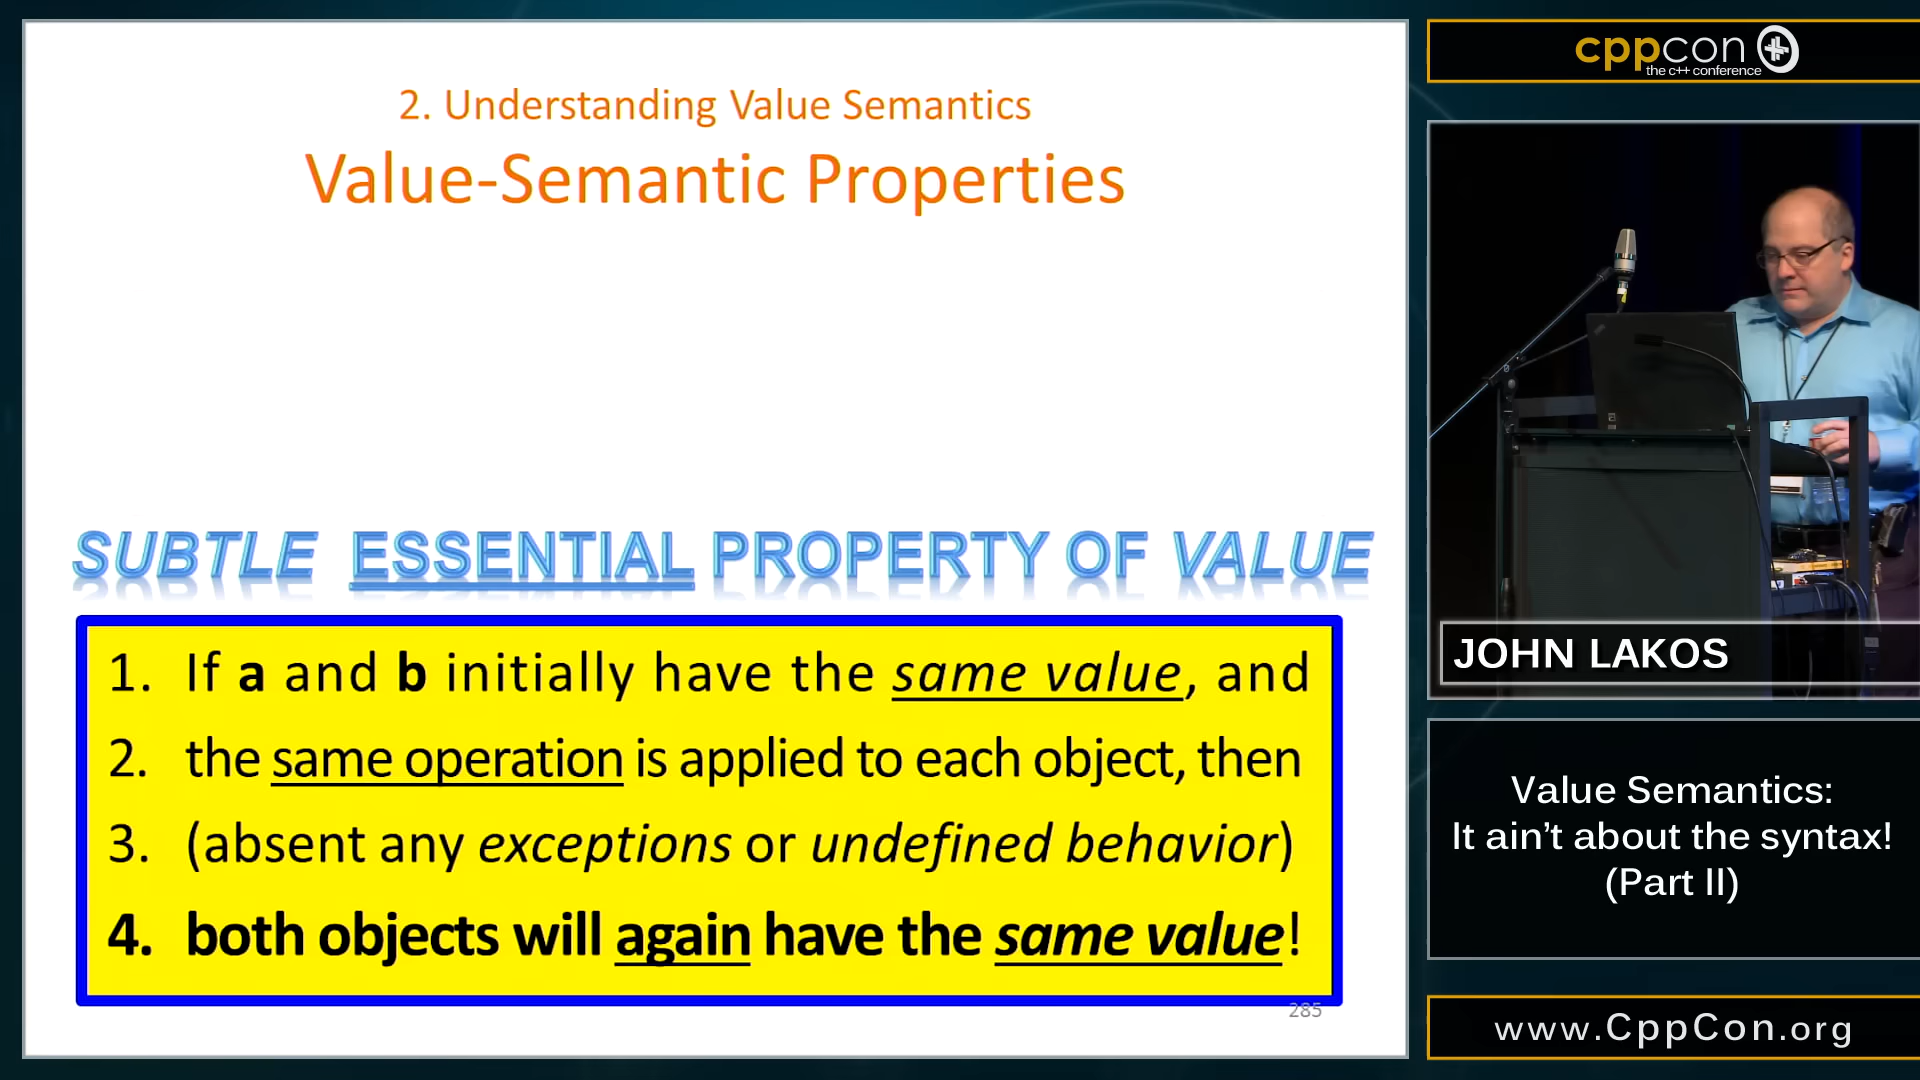 2. Understanding Value Semantics
Value-Semantic Properties
SUBTLE ESSENTIAL PROPERTY OF VALUE
1. If a and b initially have the same value, and
2. the same operation is applied to each object, then
3. (absent any exceptions or undefined behavior)
4. both objects will again have the same value!
285
cppcon
the c++ conference
JOHN LAKOS
Value Semantics:
It ain't about the syntax!
(Part II)
www.CppCon.org